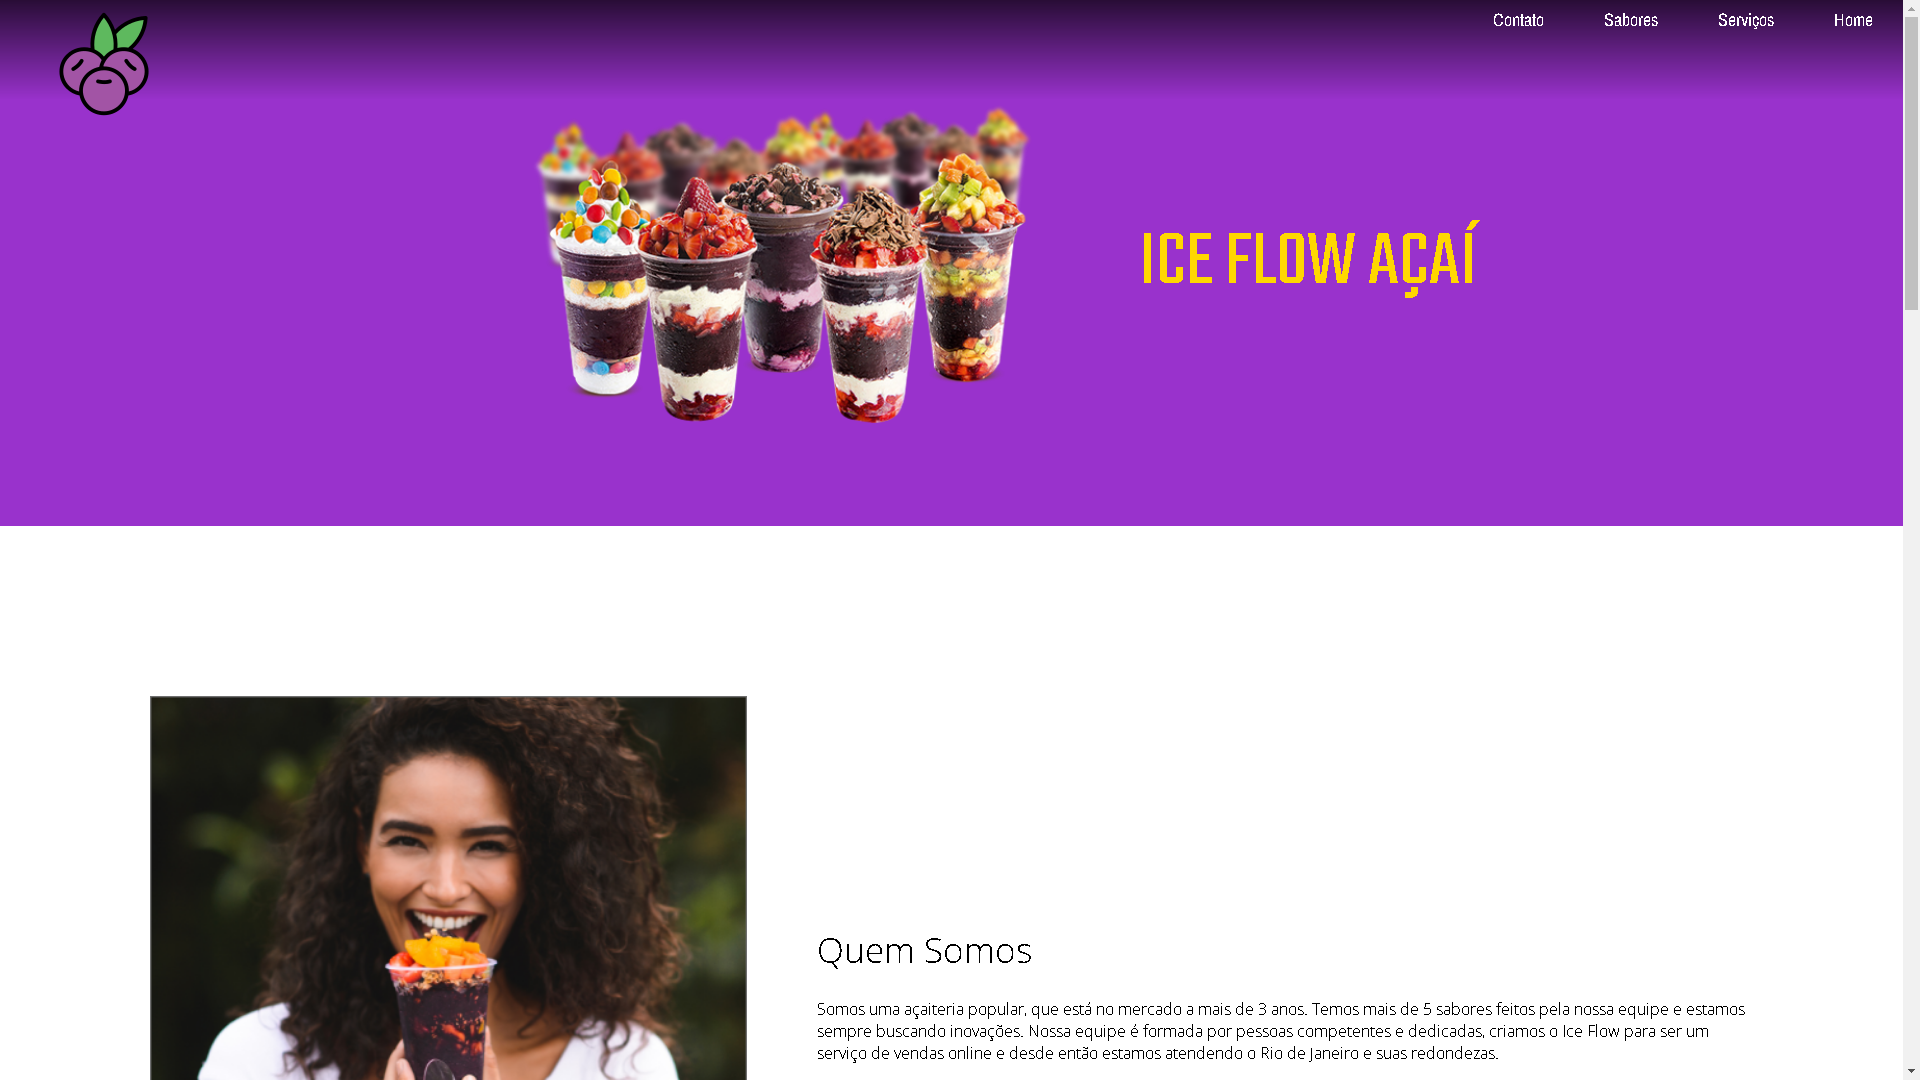 Contato Sabores Serviços Home
ICE FLOW AÇAÍ
Quem Somos
Somos uma açaiteria popular, que está no mercado a mais de 3 anos. Temos mais de 5 sabores feitos pela nossa equipe e estamos
sempre buscando inovações. Nossa equipe é formada por pessoas competentes e dedicadas, criamos o Ice Flow para ser um
serviço de vendas online e desde então estamos atendendo o Rio de Janeiro e suas redondezas.